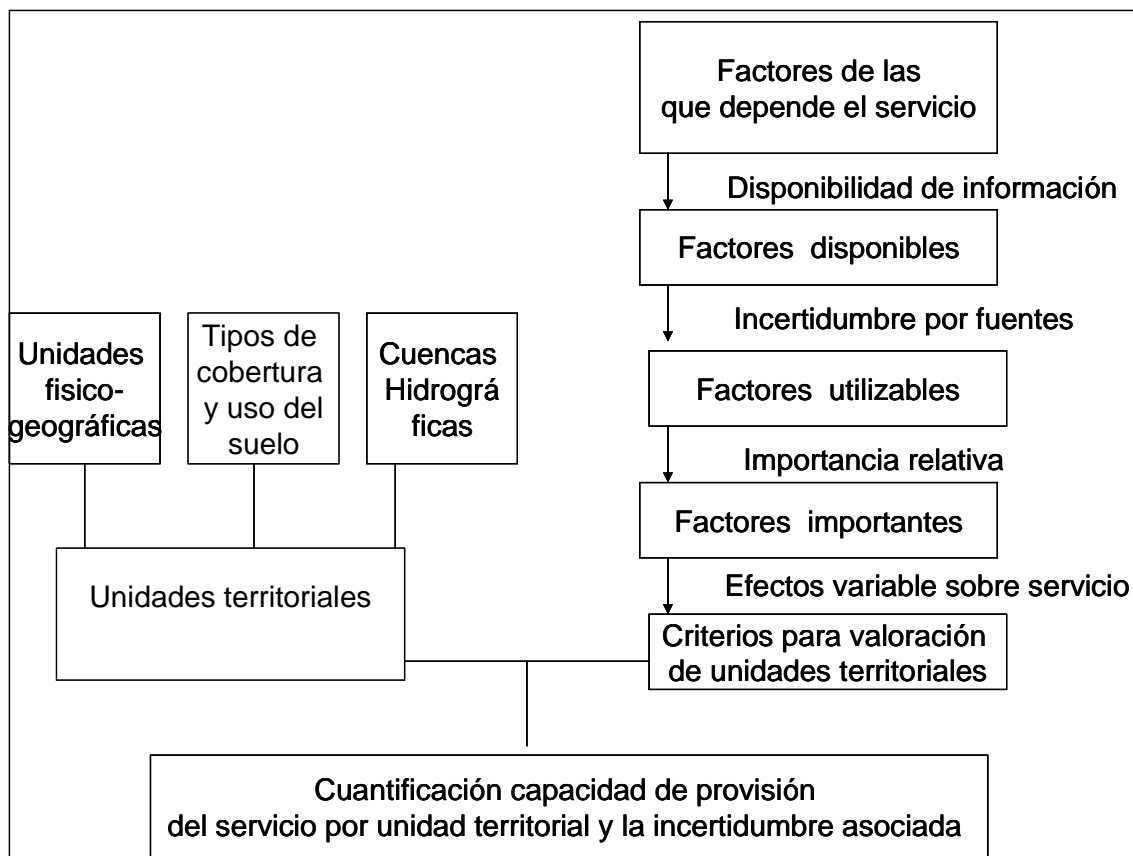 Factores de las
que depende el servicio
Disponibilidad de información
Factores disponibles
Incertidumbre por fuentes
Factores utilizables
Importancia relativa
Factores importantes
Efectos variable sobre servicio
Criterios para valoración
de unidades territoriales
Unidades
fisico-
geográficas
Tipos de
cobertura
y uso del
suelo
Cuencas
Hidrográ
ficas
Unidades territoriales
Cuantificación capacidad de provisión
del servicio por unidad territorial y la incertidumbre asociada